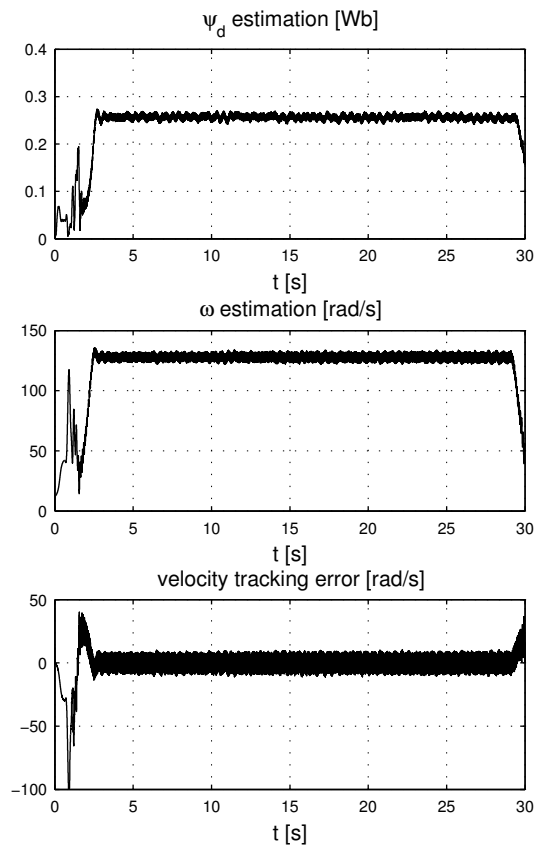 ψ_d estimation [Wb]
0.4
0.3
0.2
0.1
0
0 5 10 15 20 25 30
t [s]
ω estimation [rad/s]
150
100
50
0
0 5 10 15 20 25 30
t [s]
velocity tracking error [rad/s]
50
0
−50
−100
0 5 10 15 20 25 30
t [s]